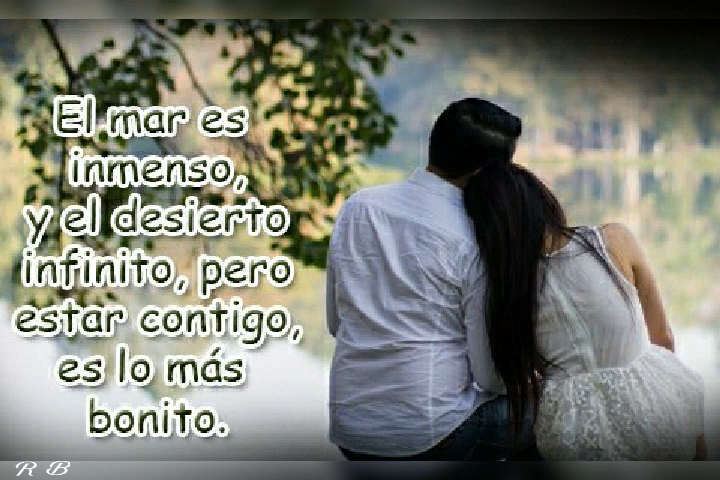 El mar es
inmenso,
y el desierto
infinito, pero
estar contigo,
es lo más
bonito.
R B